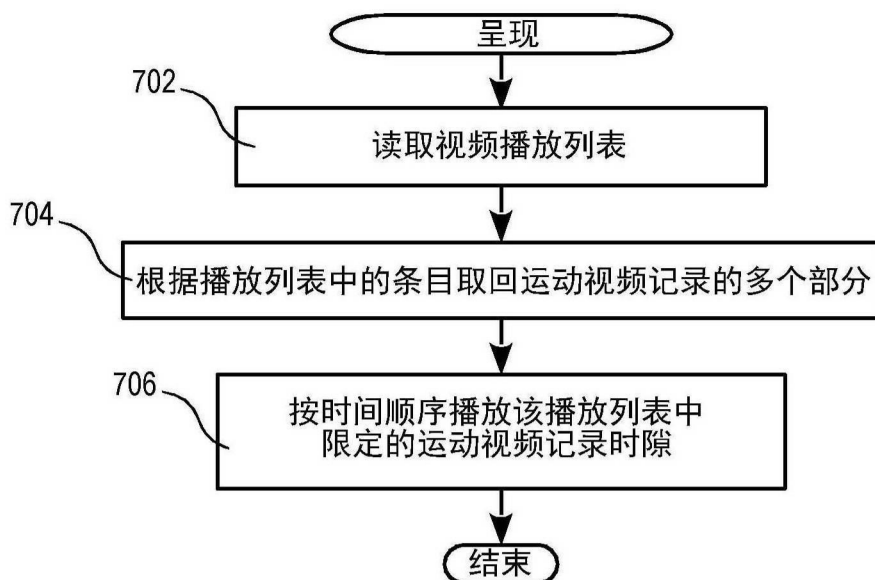 呈现
702
读取视频播放列表
704
根据播放列表中的条目取回运动视频记录的多个部分
706
按时间顺序播放该播放列表中
限定的运动视频记录时隙
结束